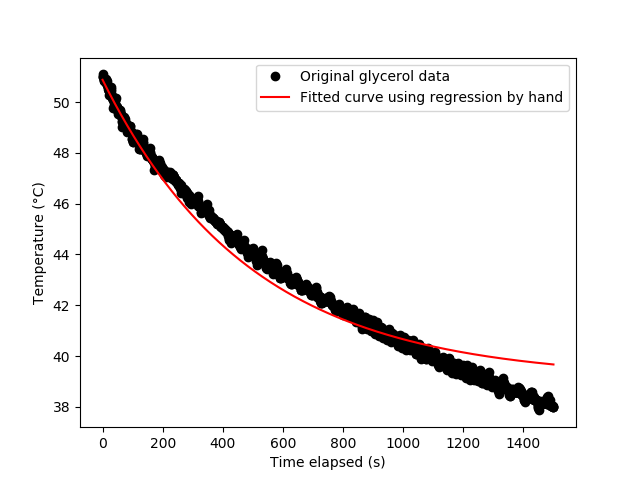 Original glycerol data
Fitted curve using regression by hand
50
48
46
44
42
40
38
Temperature (°C)
0 200 400 600 800 1000 1200 1400
Time elapsed (s)